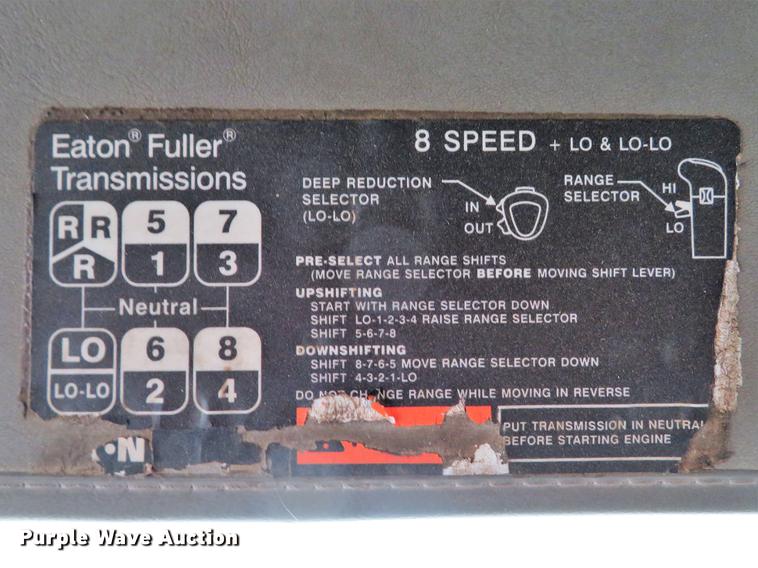 Eaton® Fuller®
Transmissions
8 SPEED + LO & LO-LO
DEEP REDUCTION
SELECTOR
(LO-LO)
IN
OUT
RANGE
SELECTOR
HI
LO
R R 5 7
R 1 3
Neutral
LO 6 8
LO-LO 2 4
PRE-SELECT ALL RANGE SHIFTS
(MOVE RANGE SELECTOR BEFORE MOVING SHIFT LEVER)
UPSHIFTING
START WITH RANGE SELECTOR DOWN
SHIFT LO-1-2-3-4 RAISE RANGE SELECTOR
SHIFT 5-6-7-8
DOWNSHIFTING
SHIFT 8-7-6-5 MOVE RANGE SELECTOR DOWN
SHIFT 4-3-2-1-LO
DO RANGE WHILE MOVING IN REVERSE
PUT TRANSMISSION IN NEUTRAL
BEFORE STARTING ENGINE
Purple Wave Auction